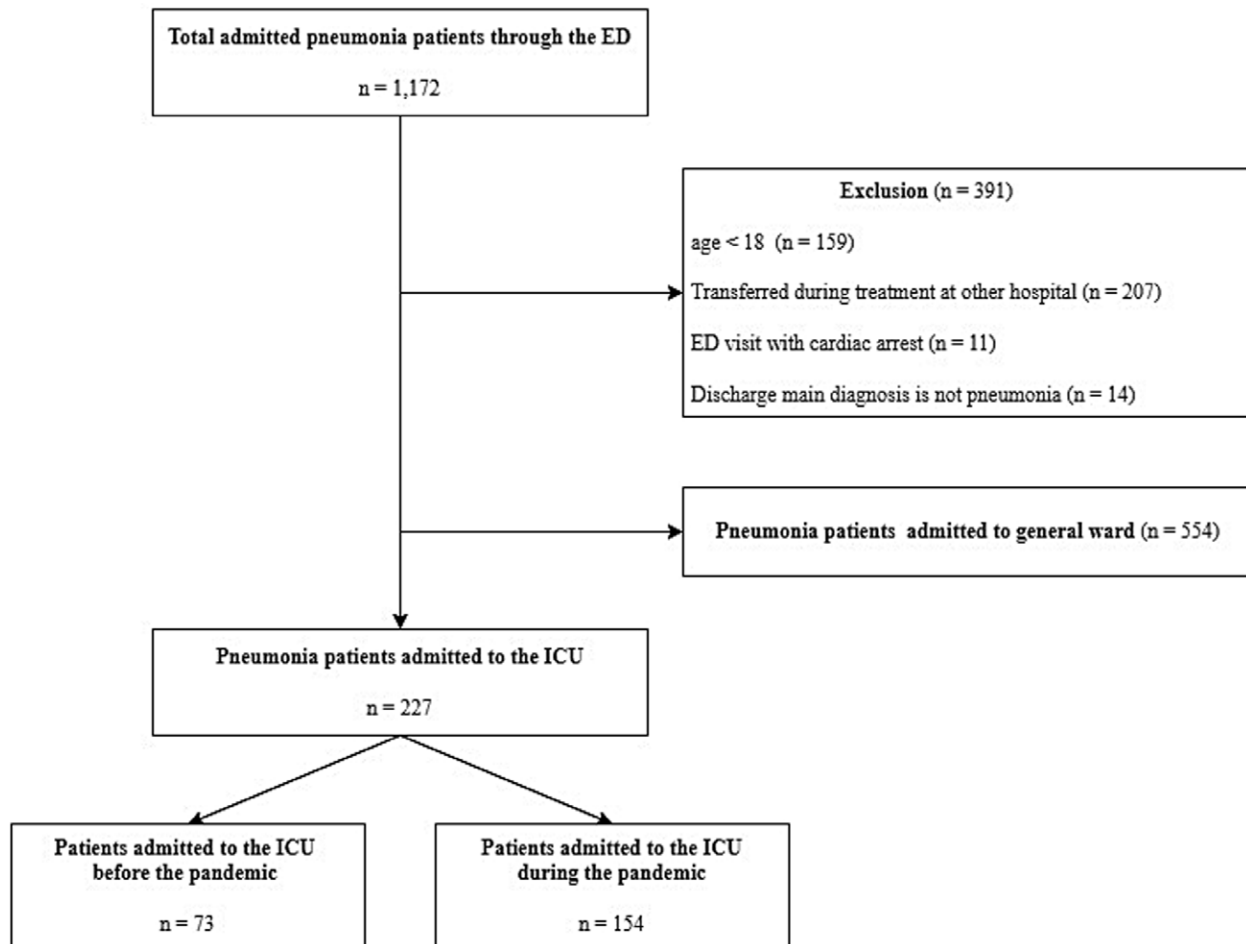 Total admitted pneumonia patients through the ED
n = 1,172
Exclusion (n = 391)
age < 18 (n = 159)
Transferred during treatment at other hospital (n = 207)
ED visit with cardiac arrest (n = 11)
Discharge main diagnosis is not pneumonia (n = 14)
Pneumonia patients admitted to general ward (n = 554)
Pneumonia patients admitted to the ICU
n = 227
Patients admitted to the ICU
before the pandemic
n = 73
Patients admitted to the ICU
during the pandemic
n = 154